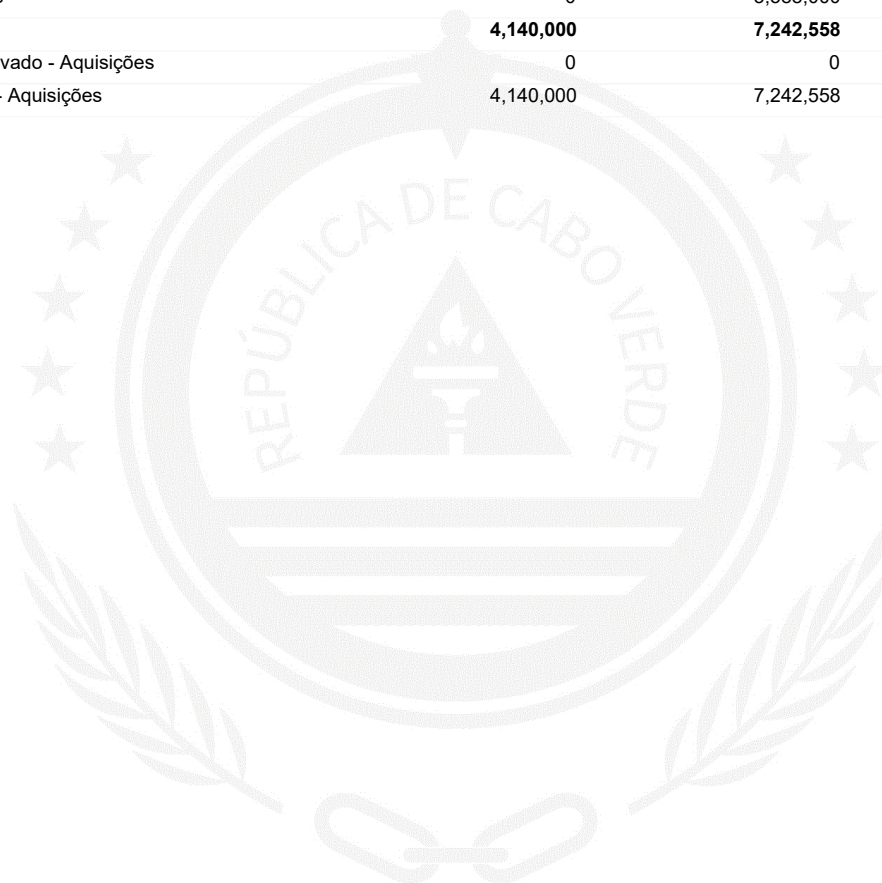 4,140,000 7,242,558
vado - Aquisições 0 0
- Aquisições 4,140,000 7,242,558
REPÚBLICA DE CABO VERDE